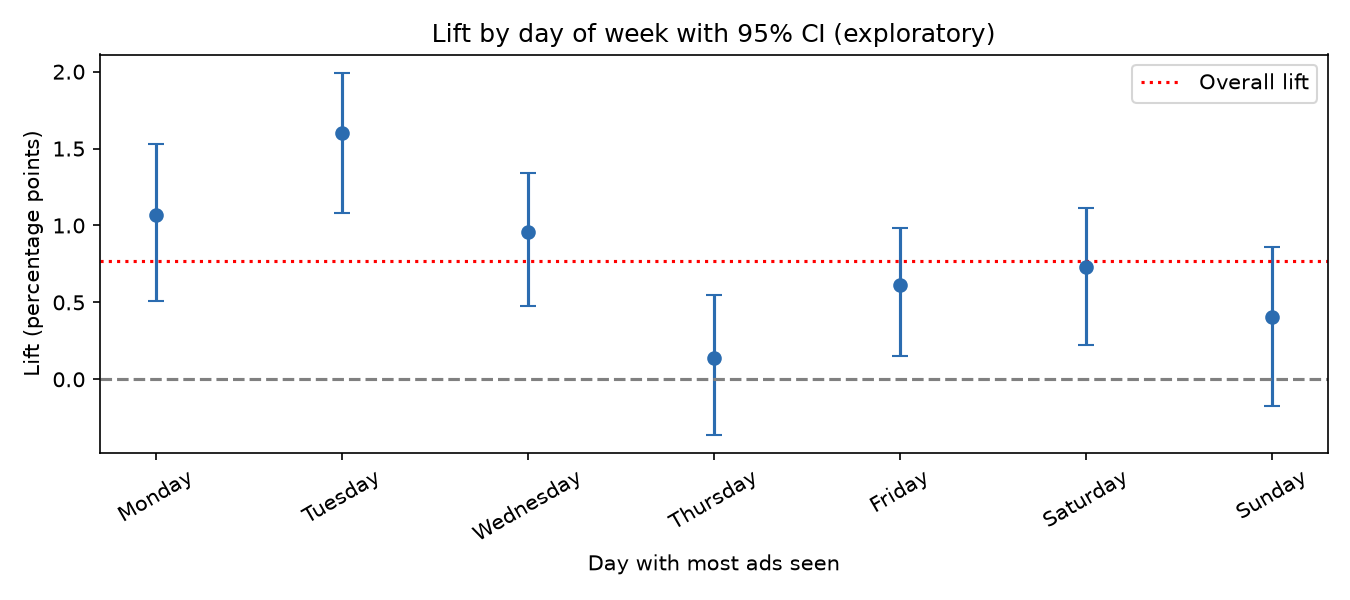 Lift by day of week with 95% CI (exploratory)
Overall lift
Lift (percentage points)
2.0
1.5
1.0
0.5
0.0
Monday
Tuesday
Wednesday
Thursday
Friday
Saturday
Sunday
Day with most ads seen